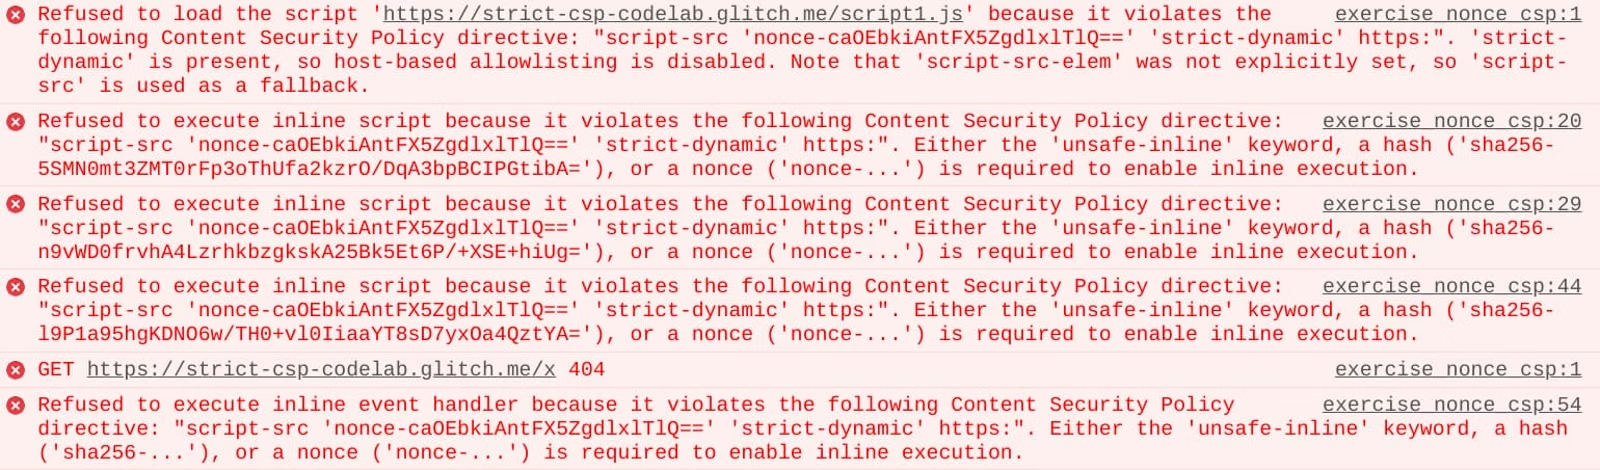 Refused to load the script 'https://strict-csp-codelab.glitch.me/script1.js' because it violates the exercise nonce csp:1
following Content Security Policy directive: "script-src 'nonce-caOEbkiAntFX5ZgdlxlTlQ==' 'strict-dynamic' https:". 'strict-
dynamic' is present, so host-based allowlisting is disabled. Note that 'script-src-elem' was not explicitly set, so 'script-
src' is used as a fallback.
Refused to execute inline script because it violates the following Content Security Policy directive: exercise nonce csp:20
"script-src 'nonce-caOEbkiAntFX5ZgdlxlTlQ==' 'strict-dynamic' https:". Either the 'unsafe-inline' keyword, a hash ('sha256-
5SMN0mt3ZMT0rFp3oThUfa2kzrO/DqA3bpBCIPGtibA='), or a nonce ('nonce-...') is required to enable inline execution.
Refused to execute inline script because it violates the following Content Security Policy directive: exercise nonce csp:29
"script-src 'nonce-caOEbkiAntFX5ZgdlxlTlQ==' 'strict-dynamic' https:". Either the 'unsafe-inline' keyword, a hash ('sha256-
n9vWD0frvhA4LzrhkbzgkskA25Bk5Et6P/+XSE+hiUg='), or a nonce ('nonce-...') is required to enable inline execution.
Refused to execute inline script because it violates the following Content Security Policy directive: exercise nonce csp:44
"script-src 'nonce-caOEbkiAntFX5ZgdlxlTlQ==' 'strict-dynamic' https:". Either the 'unsafe-inline' keyword, a hash ('sha256-
l9P1a95hgKDNO6w/TH0+vl0IiaaYT8sD7yxOa4QztYA='), or a nonce ('nonce-...') is required to enable inline execution.
GET https://strict-csp-codelab.glitch.me/x 404 exercise nonce csp:1
Refused to execute inline event handler because it violates the following Content Security Policy exercise nonce csp:54
directive: "script-src 'nonce-caOEbkiAntFX5ZgdlxlTlQ==' 'strict-dynamic' https:". Either the 'unsafe-inline' keyword, a hash
('sha256-...'), or a nonce ('nonce-...') is required to enable inline execution.